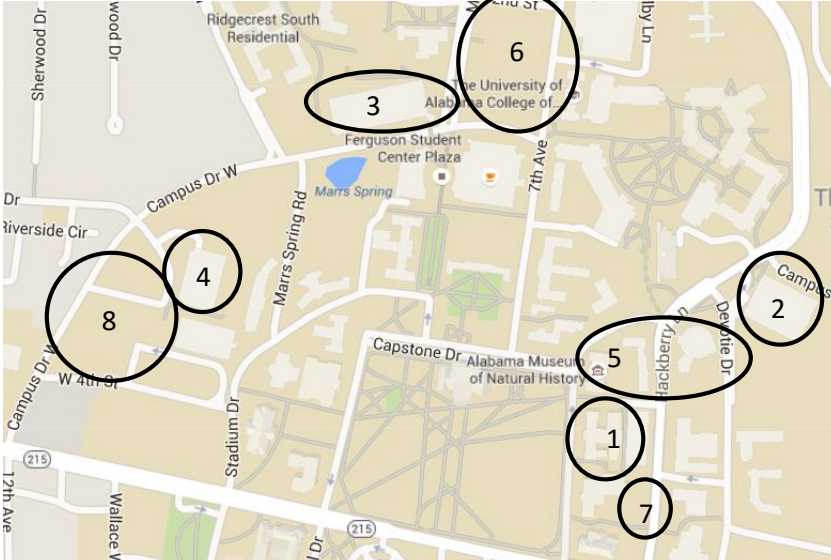 Sherwood Dr
wood Dr
Ridgecrest South
Residential
2nd St
lby Ln
6
3
The University of
Alabama College of...
Ferguson Student
Center Plaza
Campus Dr W
Marrs Spring
Marrs Spring Rd
7th Ave
Dr
Riverside Cir
4
8
2
Campus
Capstone Dr
Alabama Museum
of Natural History
5
Hackberry Ln
Devotie Dr
Campus Dr W
W 4th St
Stadium Dr
1
7
215
12th Ave
Wallace W
215
Dr